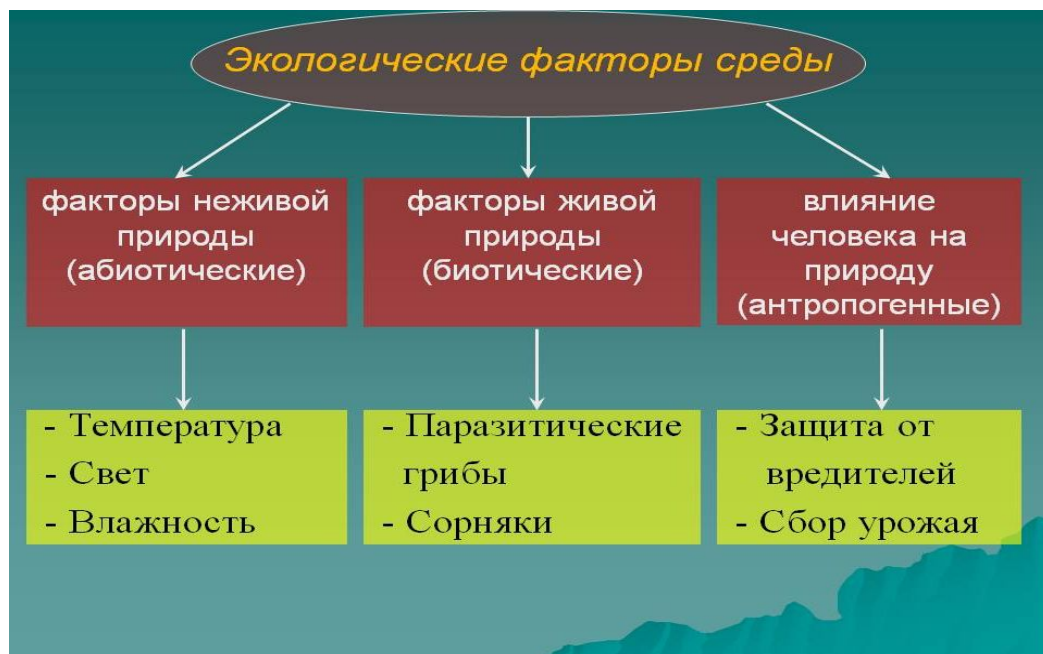 Экологические факторы среды
факторы неживой
природы
(абиотические)
факторы живой
природы
(биотические)
влияние
человека на
природу
(антропогенные)
- Температура
- Свет
- Влажность
- Паразитические
грибы
- Сорняки
- Защита от
вредителей
- Сбор урожая